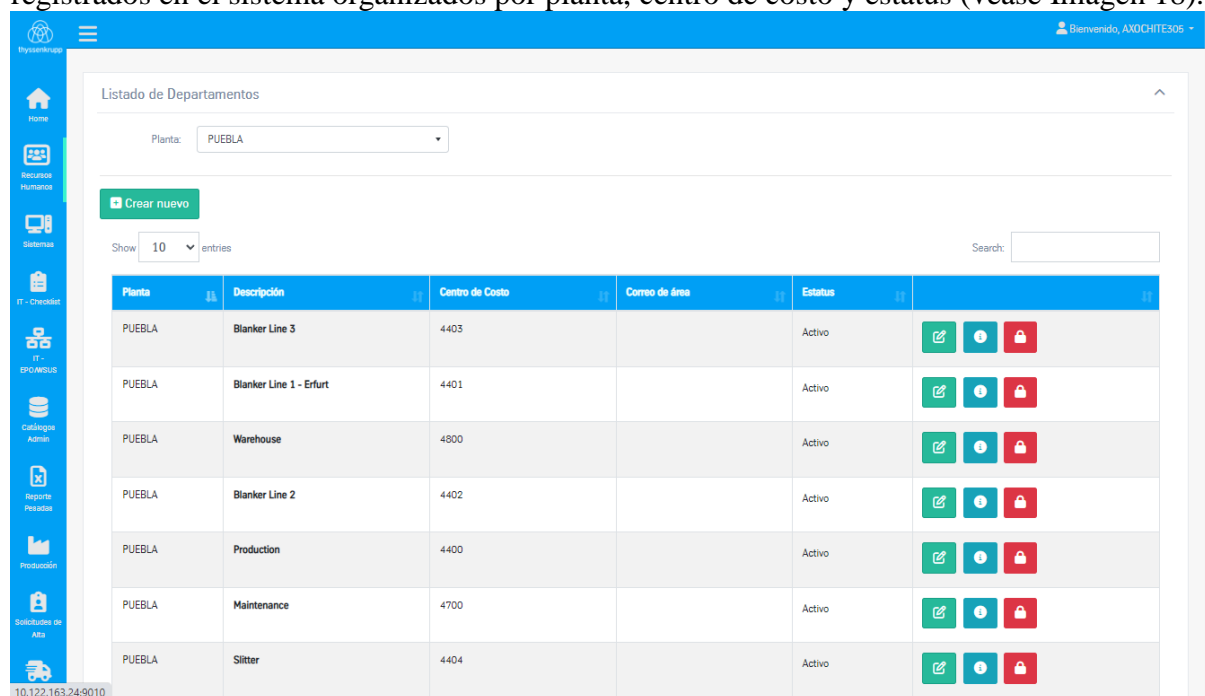 registrados en el sistema organizados por planta, centro de costo y estatus (véase Imagen 18).
thyssenkrupp
Bienvenido, AXOCHITE305
Home
Recursos
Humanos
Sistemas
IT - Checklist
IT -
EPO/WSUS
Catálogos
Admin
Reporte
Pesadas
Producción
Solicitudes de
Alta
10.122.163.24:9010
Listado de Departamentos
Planta: PUEBLA
Crear nuevo
Show 10 entries Search:
Planta Descripción Centro de Costo Correo de área Estatus
PUEBLA Blanker Line 3 4403 Activo
PUEBLA Blanker Line 1 - Erfurt 4401 Activo
PUEBLA Warehouse 4800 Activo
PUEBLA Blanker Line 2 4402 Activo
PUEBLA Production 4400 Activo
PUEBLA Maintenance 4700 Activo
PUEBLA Slitter 4404 Activo